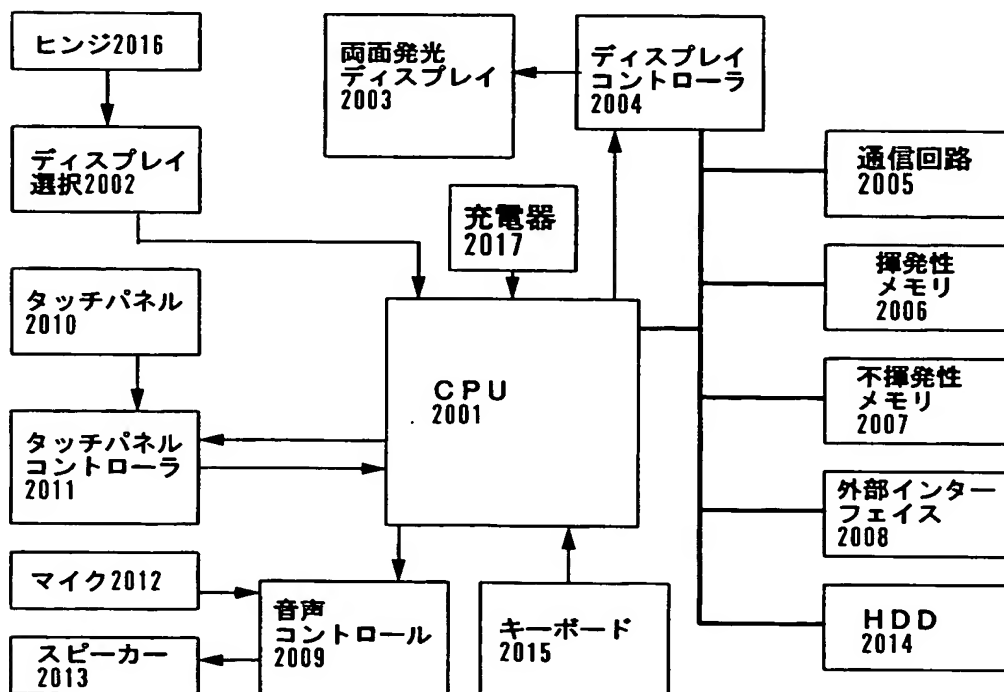 ヒンジ2016
両面発光
ディスプレイ
2003
ディスプレイ
コントローラ
2004
ディスプレイ
選択2002
通信回路
2005
充電器
2017
揮発性
メモリ
2006
タッチパネル
2010
CPU
2001
不揮発性
メモリ
2007
タッチパネル
コントローラ
2011
外部インター
フェイス
2008
マイク2012
音声
コントロール
2009
キーボード
2015
HDD
2014
スピーカー
2013